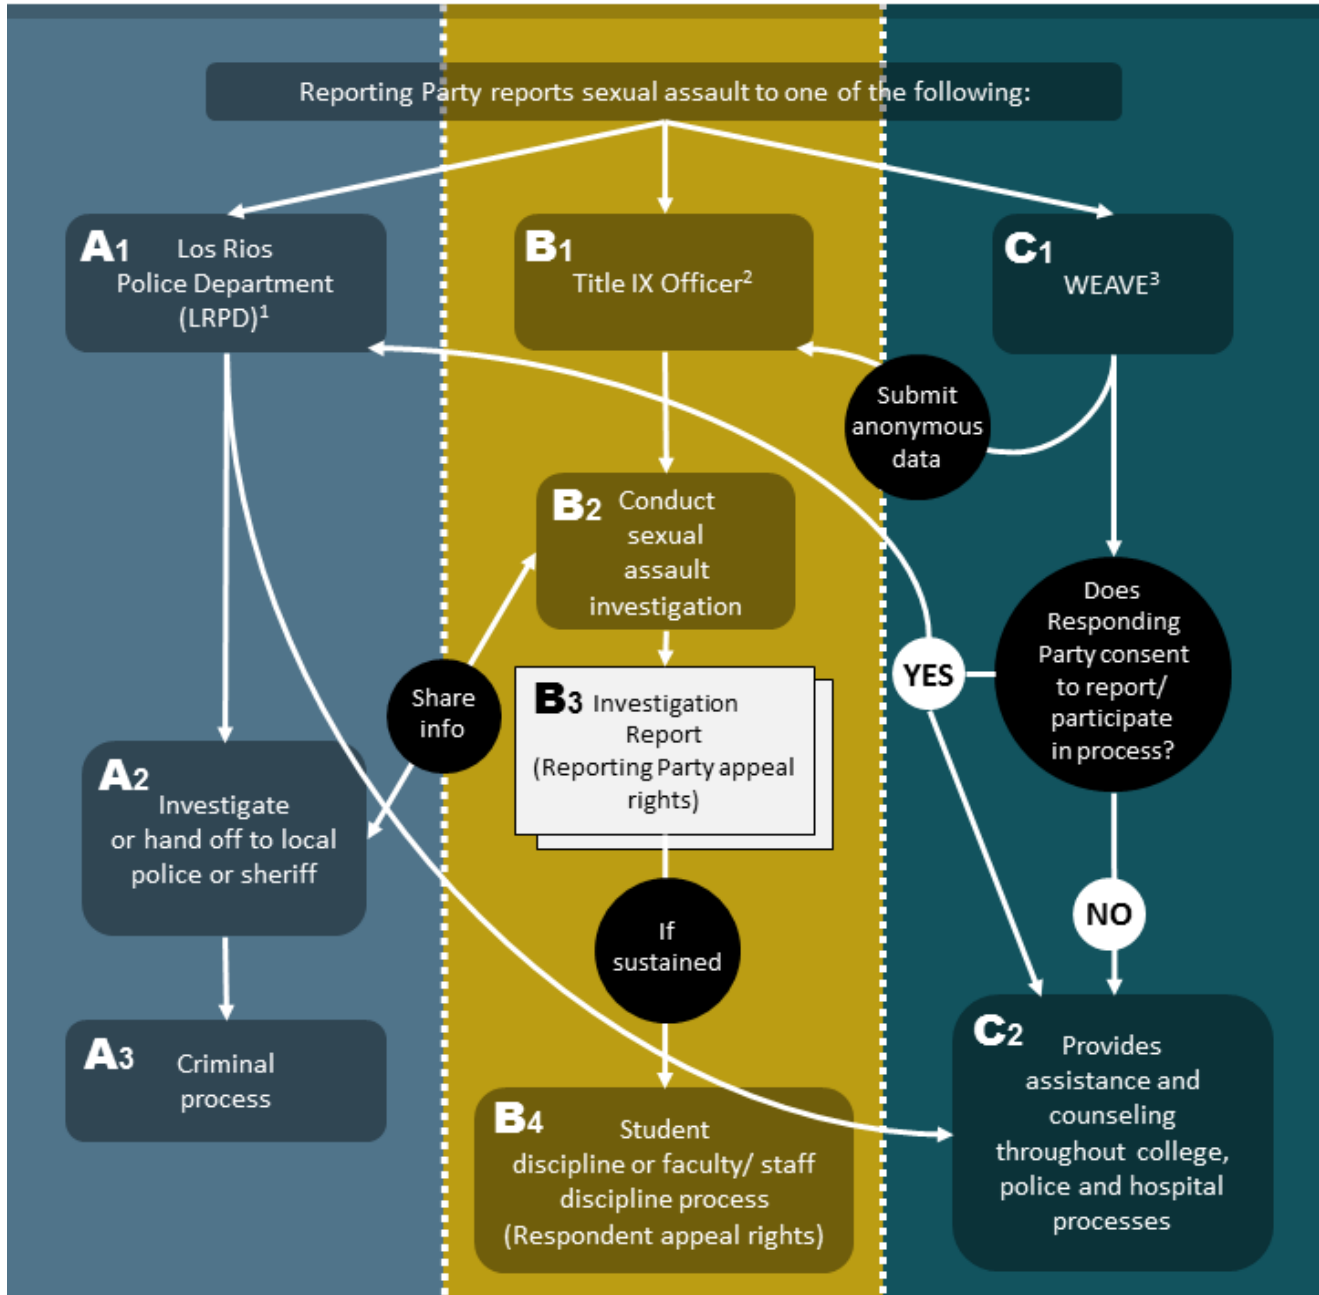 Reporting Party reports sexual assault to one of the following:
A1
Los Rios
Police Department
(LRPD)1
B1
Title IX Officer2
C1
WEAVE3
Submit
anonymous
data
B2
Conduct
sexual
assault
investigation
Does
Responding
Party consent
to report/
participate
in process?
YES
NO
Share
info
B3
Investigation
Report
(Reporting Party appeal
rights)
A2
Investigate
or hand off to local
police or sheriff
If
sustained
A3
Criminal
process
B4
Student
discipline or faculty/ staff
discipline process
(Respondent appeal rights)
C2
Provides
assistance and
counseling
throughout college,
police and hospital
processes